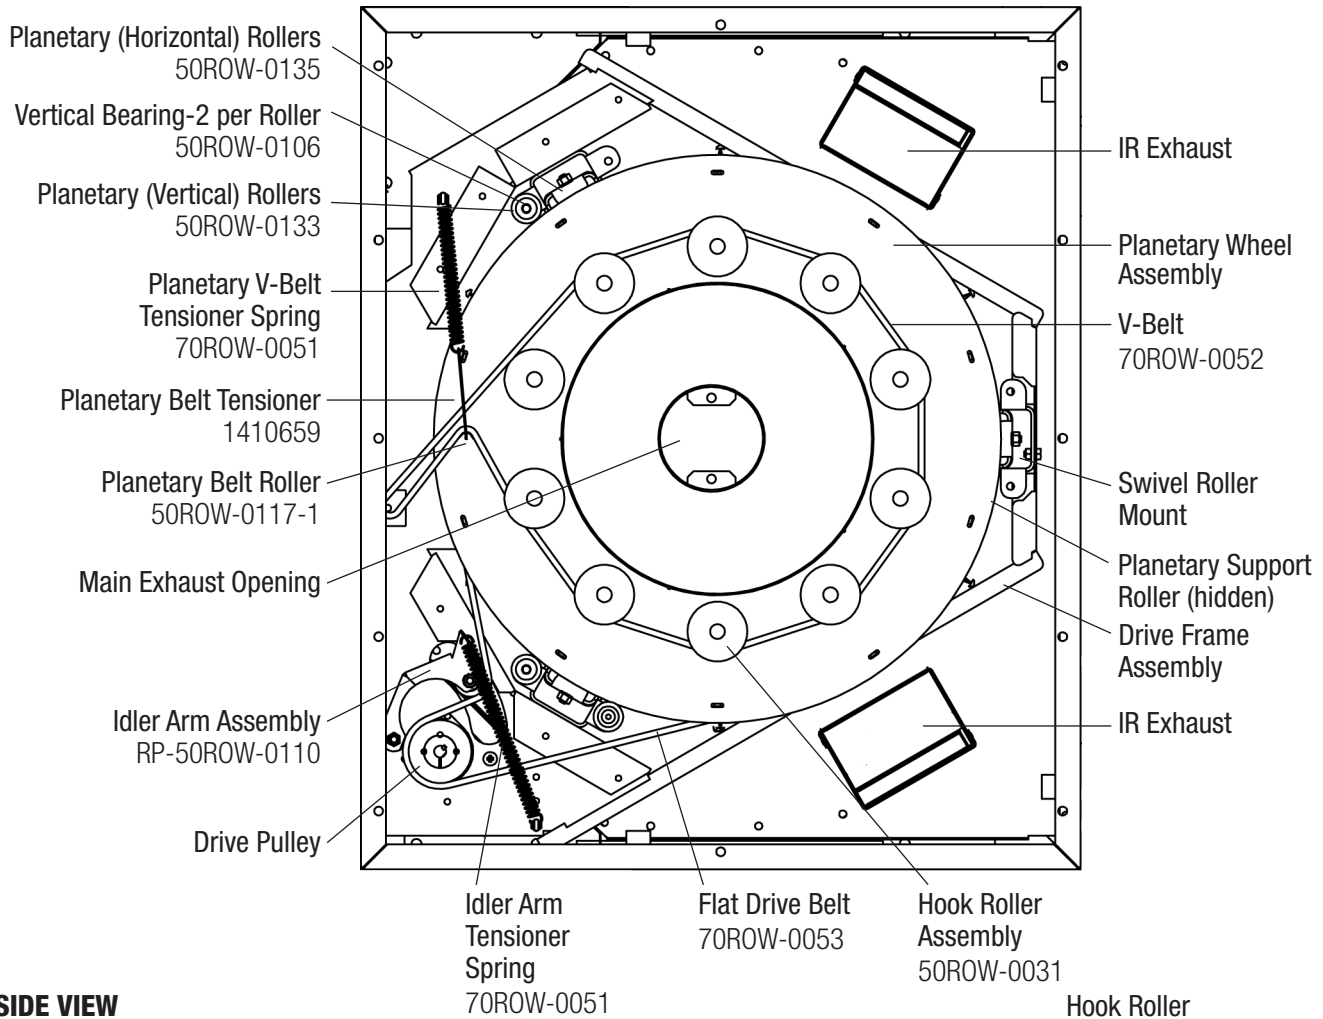 Planetary (Horizontal) Rollers
50ROW-0135
Vertical Bearing-2 per Roller
50ROW-0106
Planetary (Vertical) Rollers
50ROW-0133
Planetary V-Belt
Tensioner Spring
70ROW-0051
Planetary Belt Tensioner
1410659
Planetary Belt Roller
50ROW-0117-1
Main Exhaust Opening
Idler Arm Assembly
RP-50ROW-0110
Drive Pulley
IR Exhaust
Planetary Wheel
Assembly
V-Belt
70ROW-0052
Swivel Roller
Mount
Planetary Support
Roller (hidden)
Drive Frame
Assembly
IR Exhaust
Idler Arm
Tensioner
Spring
70ROW-0051
Flat Drive Belt
70ROW-0053
Hook Roller
Assembly
50ROW-0031
SIDE VIEW
Hook Roller